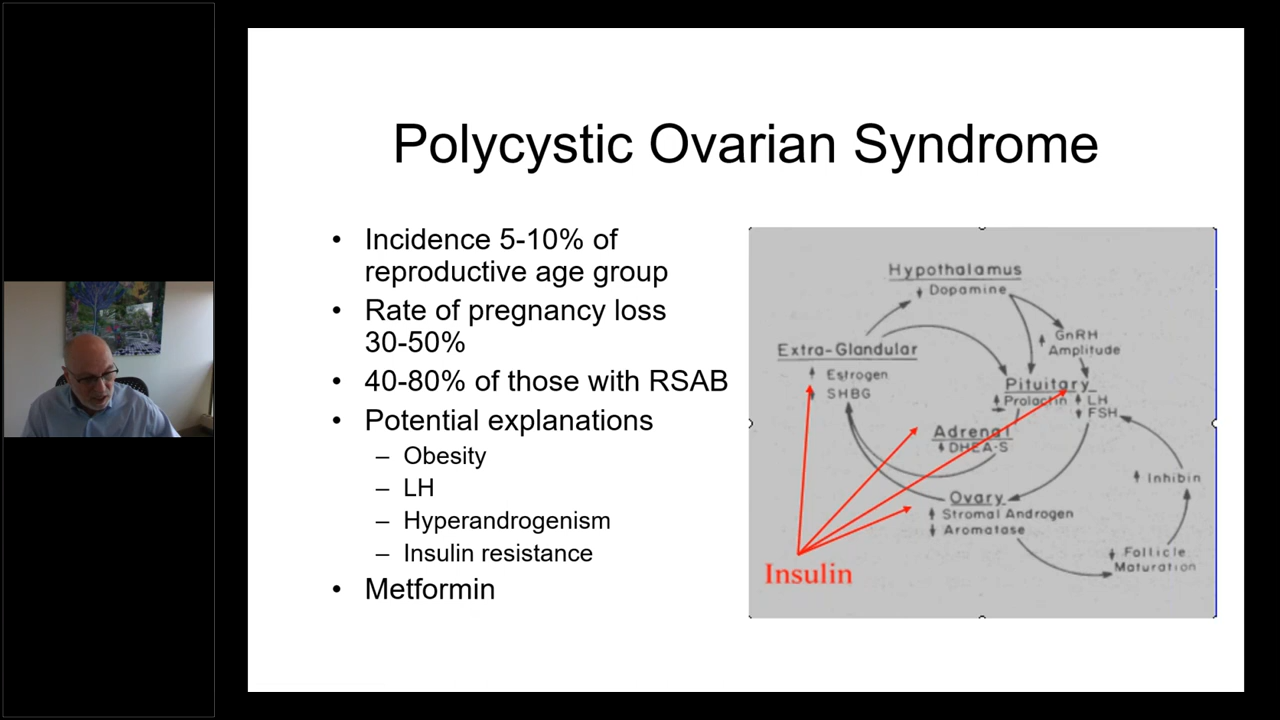 Polycystic Ovarian Syndrome
• Incidence 5-10% of
reproductive age group
• Rate of pregnancy loss
30-50%
• 40-80% of those with RSAB
• Potential explanations
– Obesity
– LH
– Hyperandrogenism
– Insulin resistance
• Metformin
Hypothalamus
↓ Dopamine
↑ GnRH
Amplitude
Extra-Glandular
↑ Estrogen
↓ SHBG
Pituitary
↑ Prolactin ↑ LH
↓ FSH
Adrenal
↑ DHEA-S
Ovary
↑ Stromal Androgen
↓ Aromatase
↑ Inhibin
↓ Follicle
Maturation
Insulin